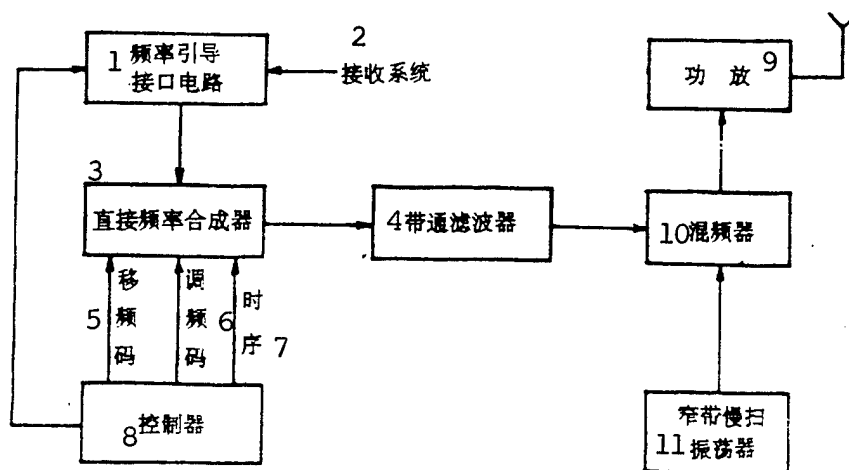 1 频率引导
接口电路
2
接收系统
功 放 9
3
直接频率合成器
4带通滤波器
10混频器
5 移频码
调频码 6
时序 7
8控制器
窄带慢扫
11振荡器